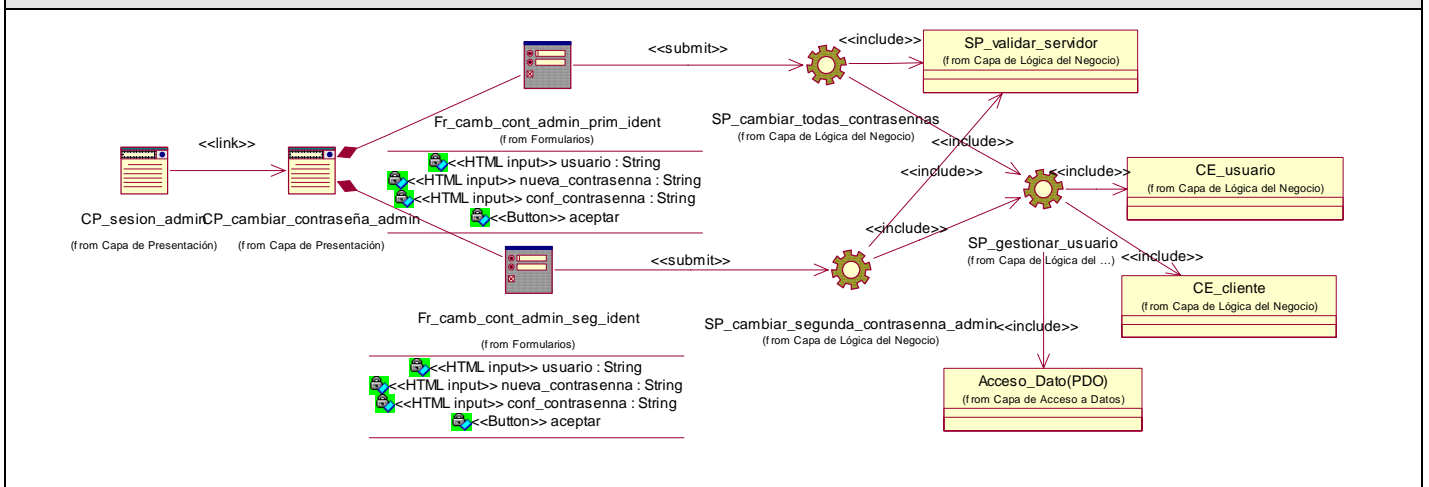 <<link>>
CP_sesion_admin
(from Capa de Presentación)
CP_cambiar_contraseña_admin
(from Capa de Presentación)
Fr_camb_cont_admin_prim_ident
(from Formularios)
<<HTML input>> usuario : String
<<HTML input>> nueva_contrasenna : String
<<HTML input>> conf_contrasenna : String
<<Button>> aceptar
<<submit>>
SP_cambiar_todas_contrasennas
(from Capa de Lógica del Negocio)
<<include>>
SP_validar_servidor
(from Capa de Lógica del Negocio)
<<include>>
<<include>>
<<include>>
<<include>>
CE_usuario
(from Capa de Lógica del Negocio)
SP_gestionar_usuario
(from Capa de Lógica del ...)
<<include>>
CE_cliente
(from Capa de Lógica del Negocio)
Fr_camb_cont_admin_seg_ident
(from Formularios)
<<HTML input>> usuario : String
<<HTML input>> nueva_contrasenna : String
<<HTML input>> conf_contrasenna : String
<<Button>> aceptar
<<submit>>
SP_cambiar_segunda_contrasenna_admin
(from Capa de Lógica del Negocio)
<<include>>
Acceso_Dato(PDO)
(from Capa de Acceso a Datos)